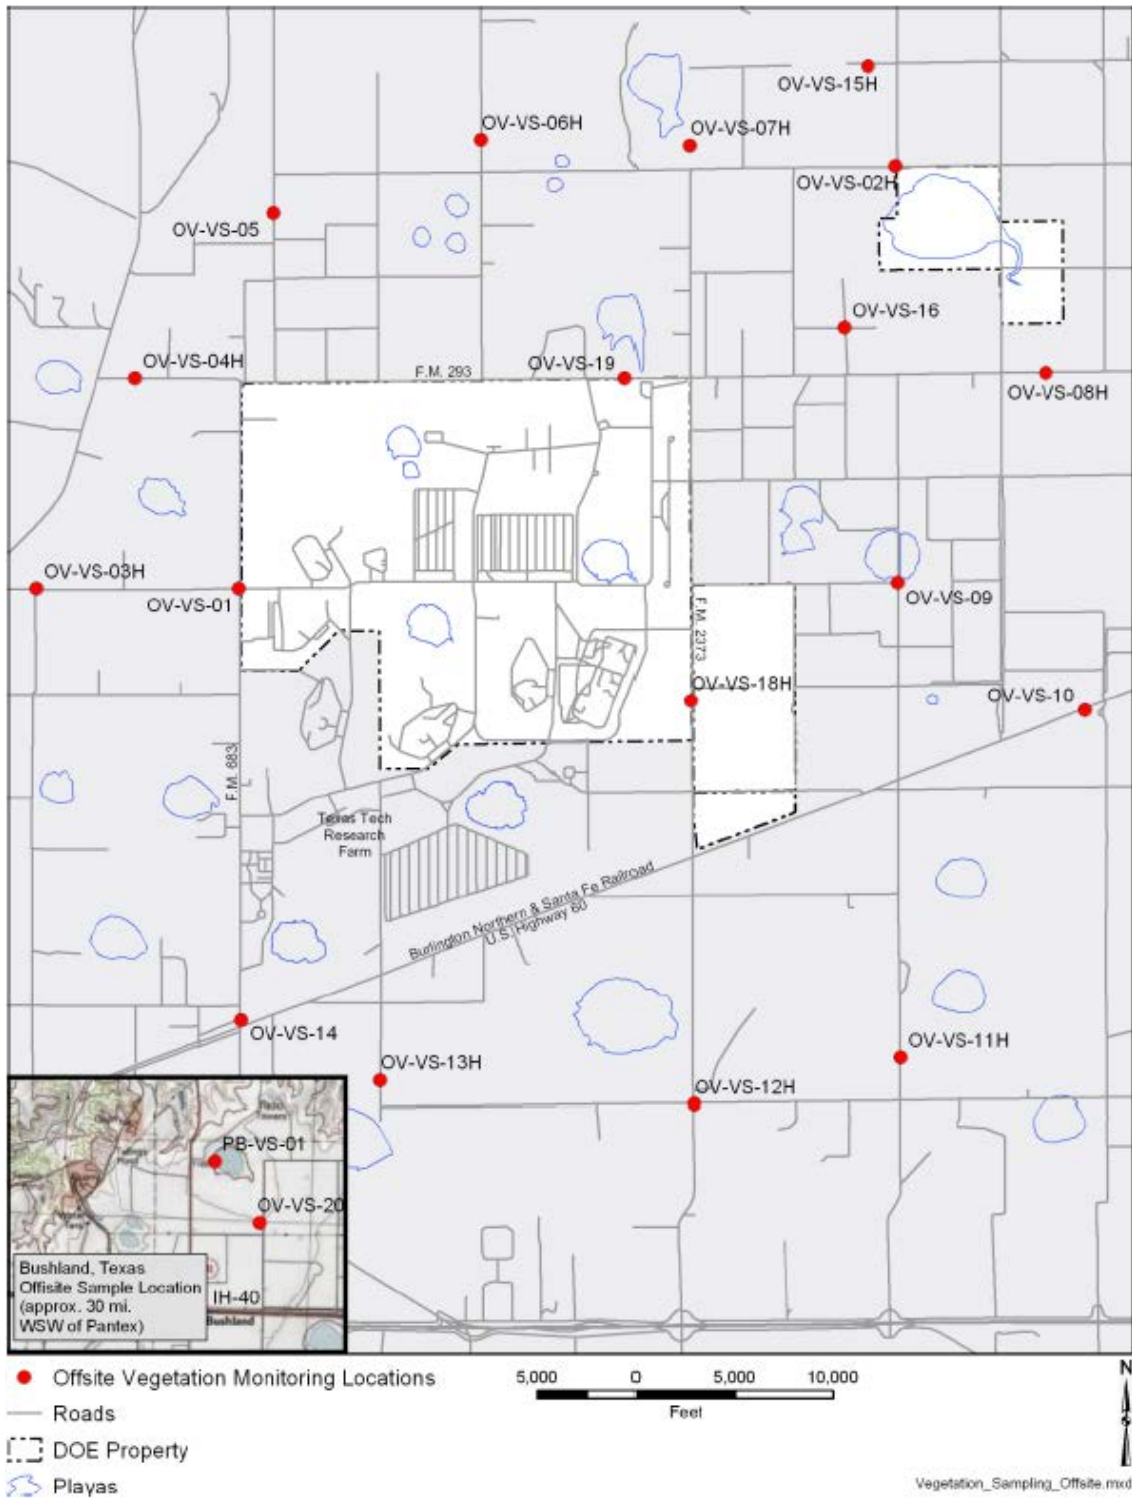 OV-VS-15H
OV-VS-06H
OV-VS-07H
OV-VS-02H
OV-VS-05
OV-VS-16
OV-VS-04H
OV-VS-19
F.M. 293
OV-VS-08H
OV-VS-03H
OV-VS-01
OV-VS-09
F.M. 2373
OV-VS-18H
OV-VS-10
F.M. 683
Texas Tech
Research
Farm
Burlington Northern & Santa Fe Railroad
U.S. Highway 60
OV-VS-14
OV-VS-13H
OV-VS-11H
OV-VS-12H
PB-VS-01
OV-VS-20
Bushland, Texas
Offisite Sample Location
(approx. 30 mi.
WSW of Pantex)
IH-40
Bushland
Offsite Vegetation Monitoring Locations
Roads
DOE Property
Playas
5,000 0 5,000 10,000
Feet
N
Vegetation_Sampling_Offsite.mxd